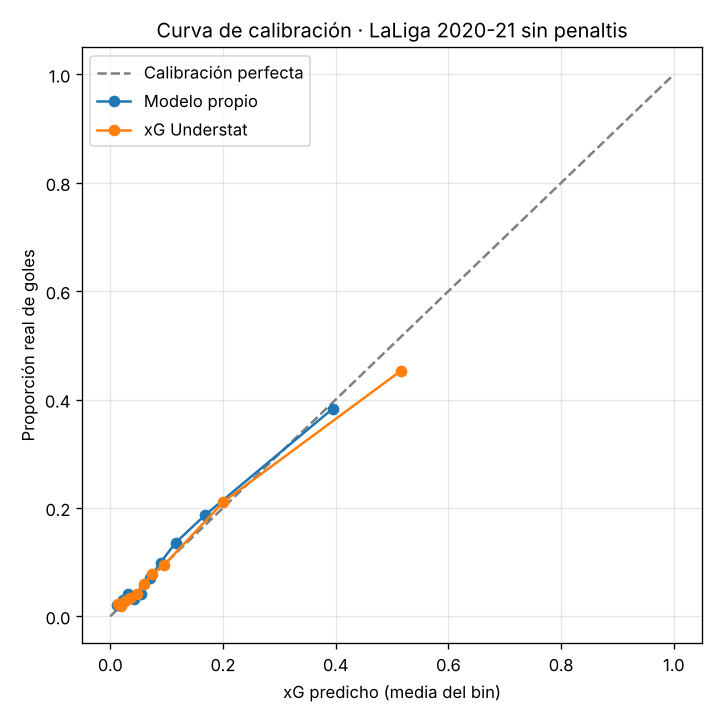 Curva de calibración · LaLiga 2020-21 sin penaltis
Calibración perfecta
Modelo propio
xG Understat
Proporción real de goles
1.0
0.8
0.6
0.4
0.2
0.0
0.0 0.2 0.4 0.6 0.8 1.0
xG predicho (media del bin)